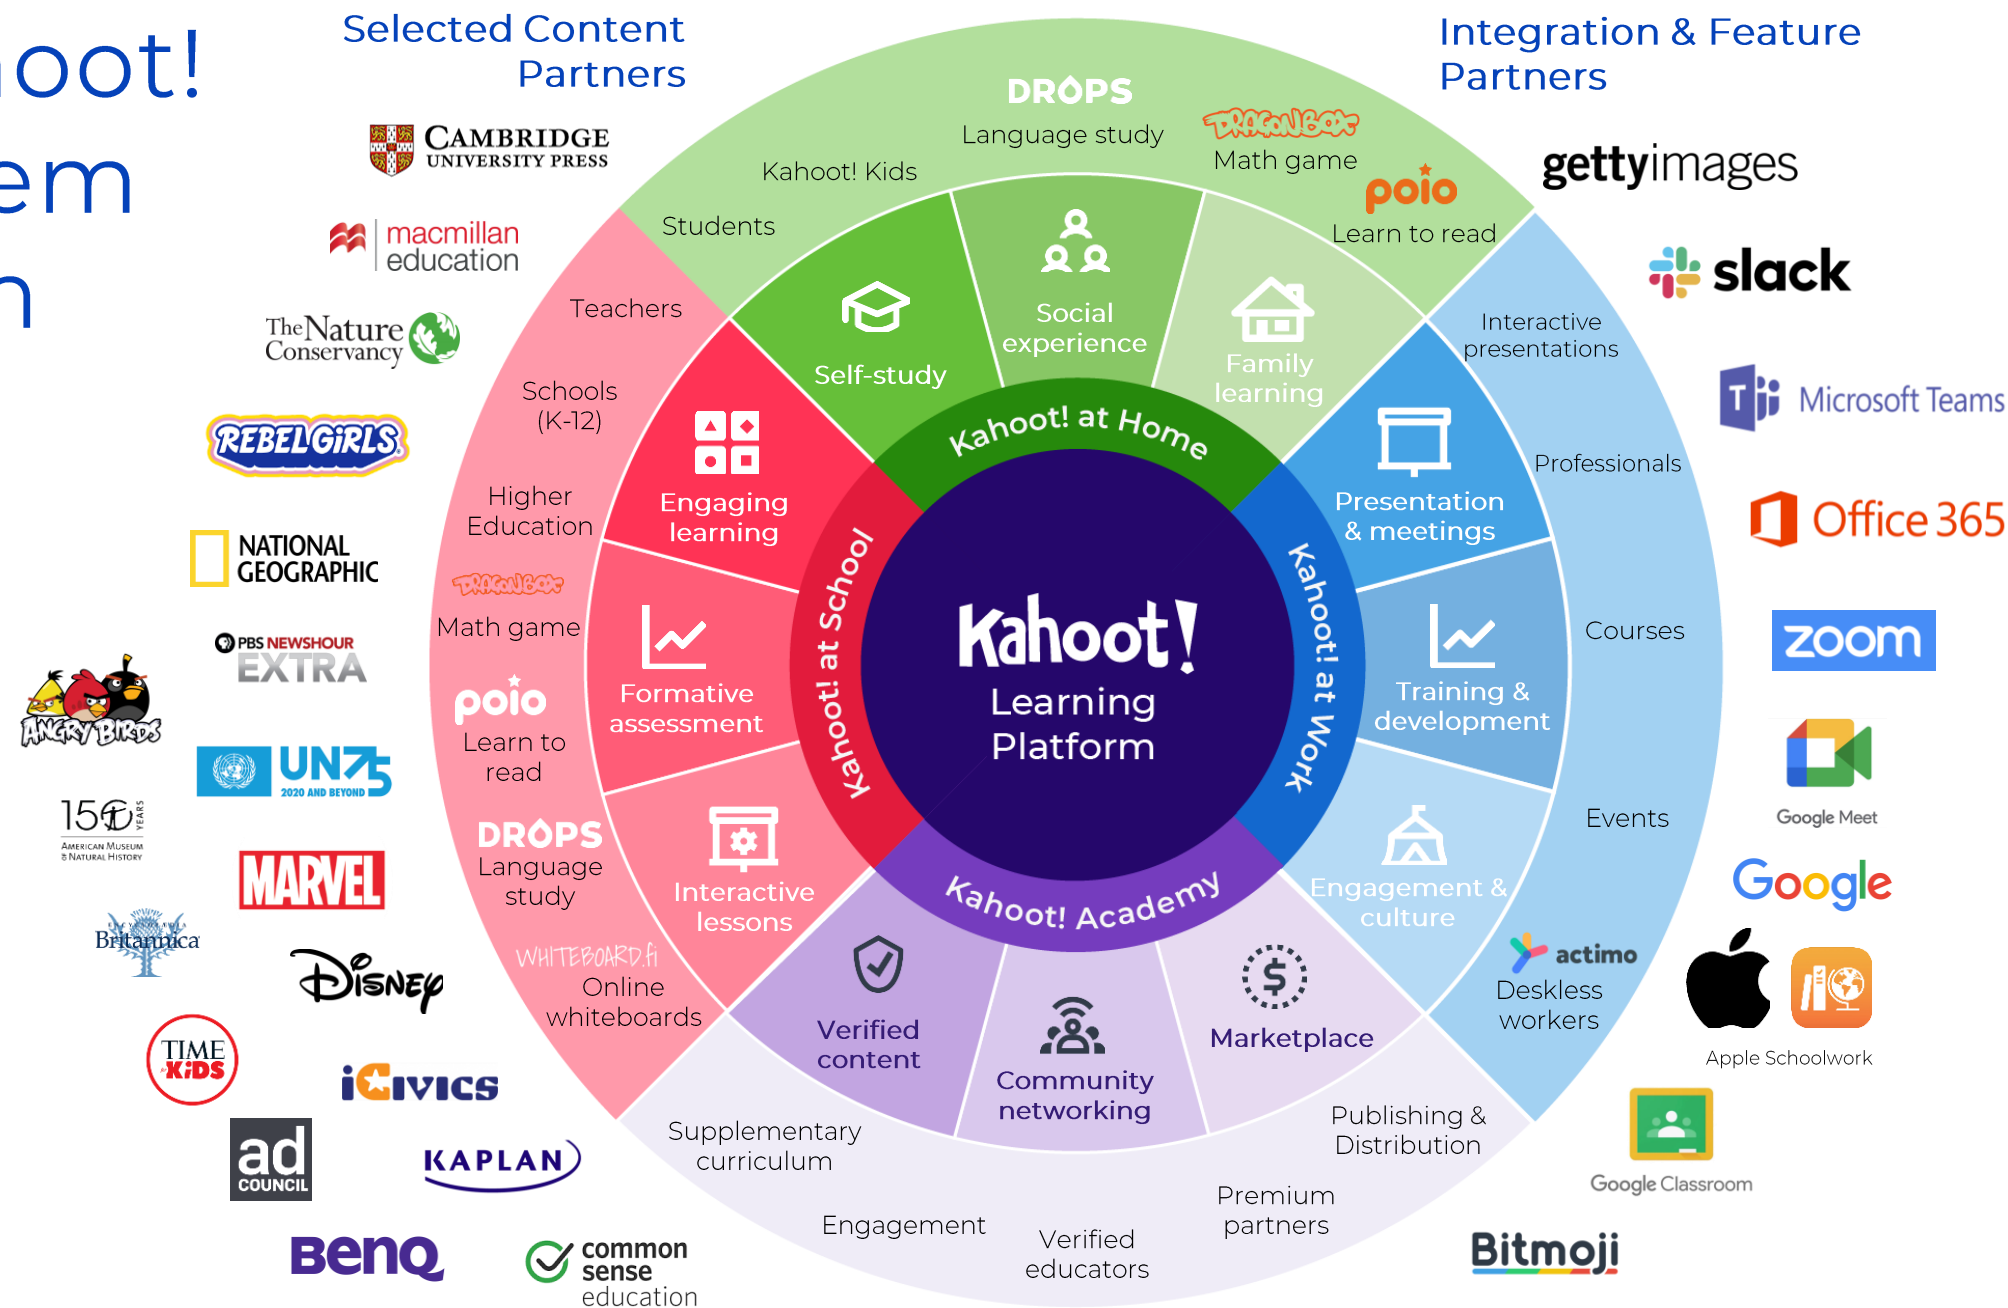 hoot!
em
n
Selected Content
Partners
CAMBRIDGE
UNIVERSITY PRESS
macmillan
education
The Nature
Conservancy
REBEL GiRLS
NATIONAL
GEOGRAPHIC
PBS NEWSHOUR
EXTRA
ANGRY BIRDS
UN75
2020 AND BEYOND
150 YEARS
AMERICAN MUSEUM
& NATURAL HISTORY
MARVEL
Britannica
DISNEY
TIME
for KiDS
iCIVICS
ad
COUNCIL
KAPLAN
BenQ
common
sense
education
Integration & Feature
Partners
gettyimages
slack
Microsoft Teams
Office 365
zoom
Google Meet
Google
Apple Schoolwork
Google Classroom
Bitmoji
DROPS
Language study
DRAGONBOX
Math game
poio
Learn to read
Kahoot! Kids
Students
Self-study
Social
experience
Family
learning
Kahoot! at Home
Teachers
Schools
(K-12)
Higher
Education
DRAGONBOX
Math game
poio
Learn to
read
DROPS
Language
study
WHITEBOARD.fi
Online
whiteboards
Engaging
learning
Formative
assessment
Interactive
lessons
Kahoot! at School
Kahoot!
Learning
Platform
Kahoot! at Work
Presentation
& meetings
Training &
development
Engagement &
culture
Interactive
presentations
Professionals
Courses
Events
actimo
Deskless
workers
Kahoot! Academy
Verified
content
Community
networking
$
Marketplace
Supplementary
curriculum
Engagement
Verified
educators
Premium
partners
Publishing &
Distribution